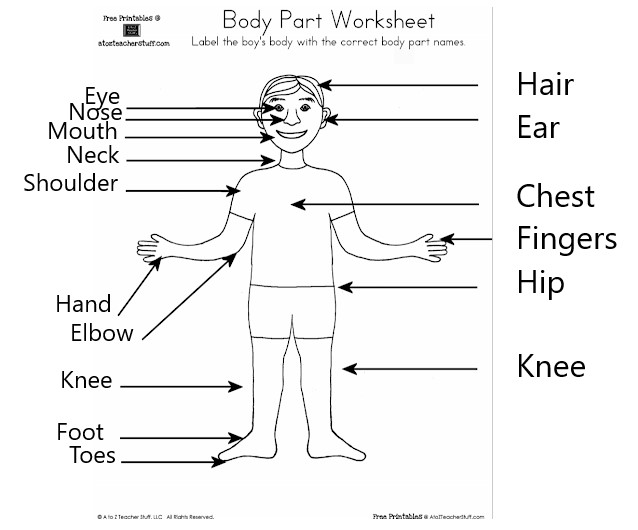 Free Printables @
atozteacherstuff.com
Body Part Worksheet
Label the boy's body with the correct body part names.
Eye
Nose
Mouth
Neck
Shoulder
Hand
Elbow
Knee
Foot
Toes
Hair
Ear
Chest
Fingers
Hip
Knee
© A to Z Teacher Stuff, LLC. All Rights Reserved.
Free Printables @ AtoZTeacherStuff.com